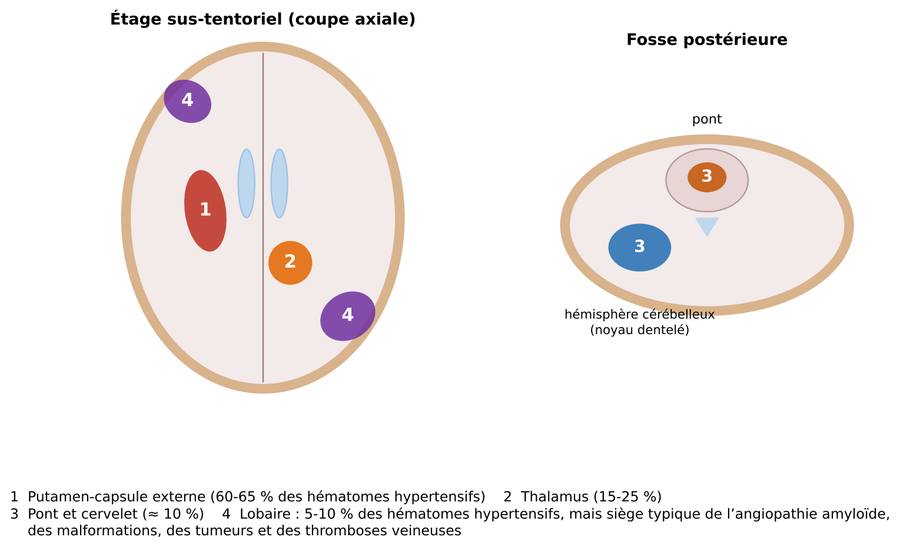 Étage sus-tentoriel (coupe axiale)
Fosse postérieure
pont
4
3
1
3
2
4
hémisphère cérébelleux
(noyau dentelé)
1 Putamen-capsule externe (60-65 % des hématomes hypertensifs) 2 Thalamus (15-25 %)
3 Pont et cervelet (≈ 10 %) 4 Lobaire : 5-10 % des hématomes hypertensifs, mais siège typique de l’angiopathie amyloïde,
des malformations, des tumeurs et des thromboses veineuses